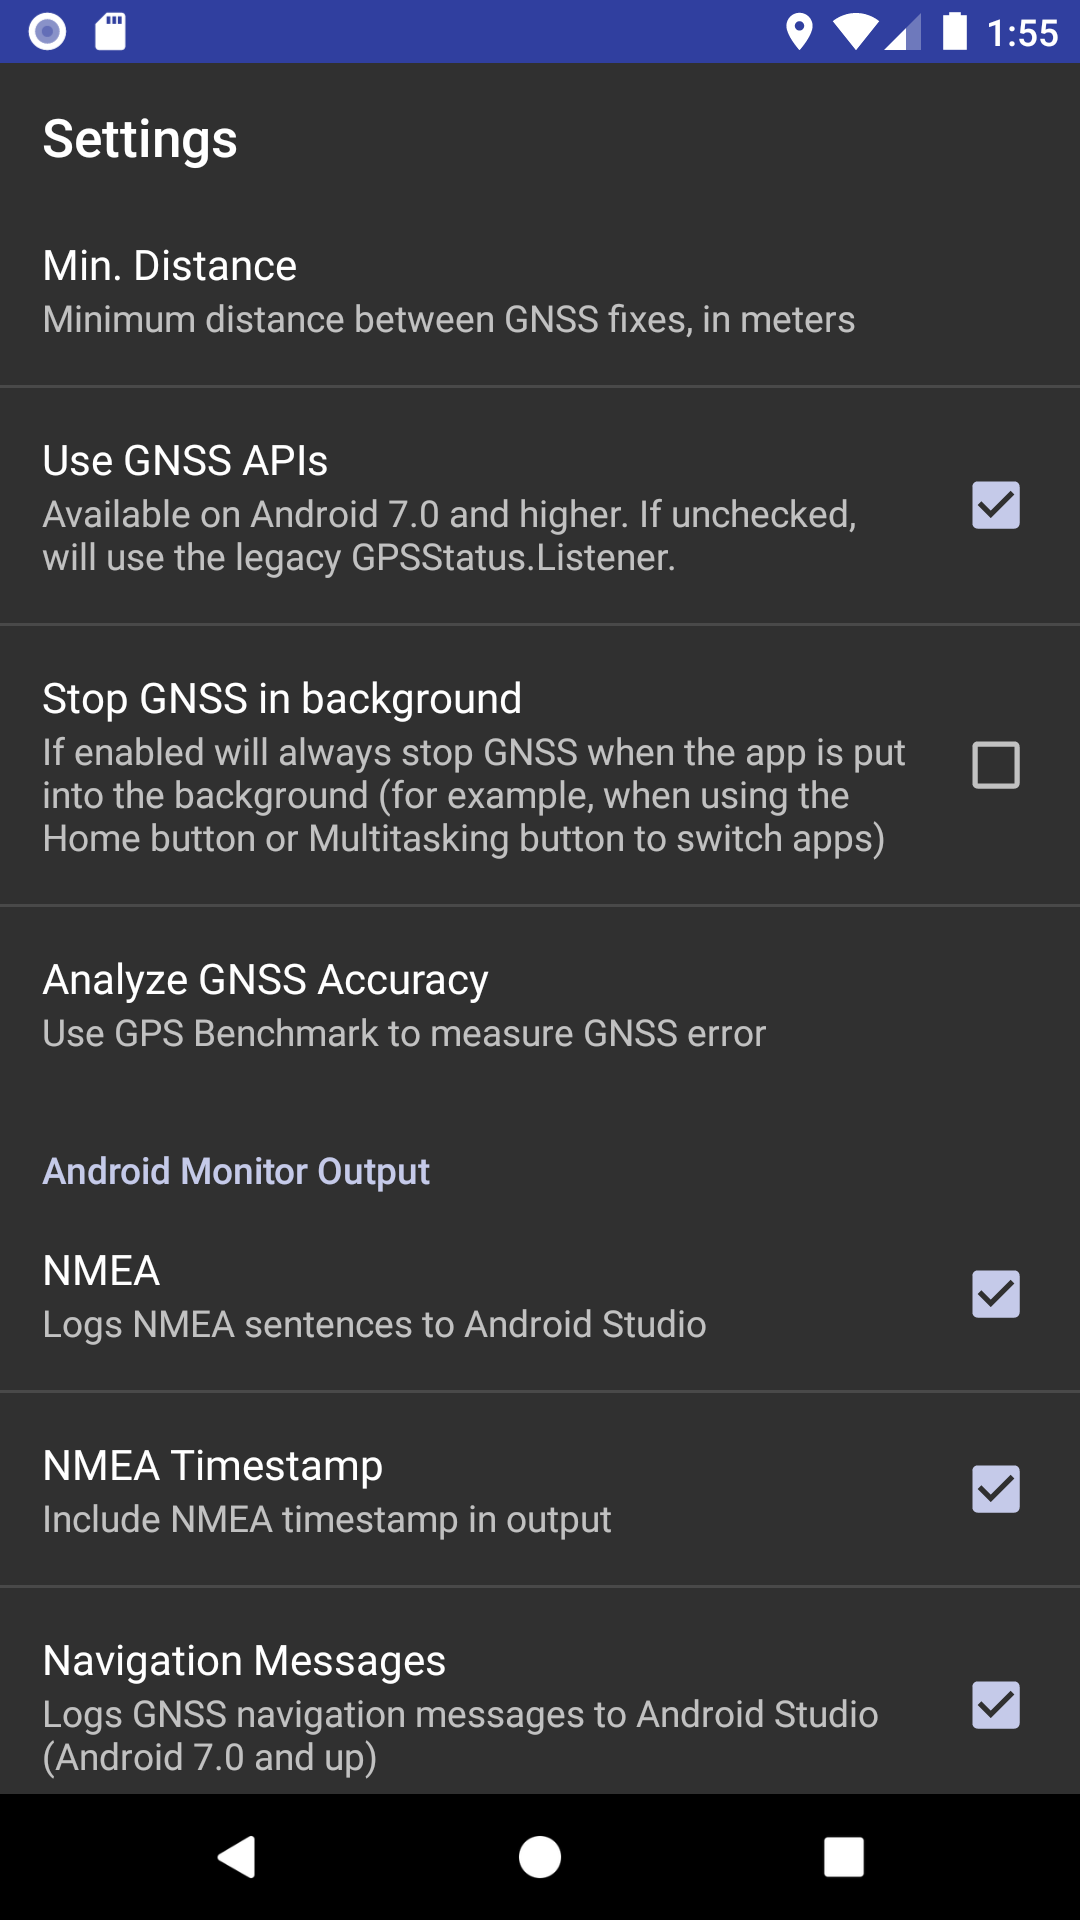 1:55
Settings
Min. Distance
Minimum distance between GNSS fixes, in meters
Use GNSS APIs
Available on Android 7.0 and higher. If unchecked,
will use the legacy GPSStatus.Listener.
Stop GNSS in background
If enabled will always stop GNSS when the app is put
into the background (for example, when using the
Home button or Multitasking button to switch apps)
Analyze GNSS Accuracy
Use GPS Benchmark to measure GNSS error
Android Monitor Output
NMEA
Logs NMEA sentences to Android Studio
NMEA Timestamp
Include NMEA timestamp in output
Navigation Messages
Logs GNSS navigation messages to Android Studio
(Android 7.0 and up)